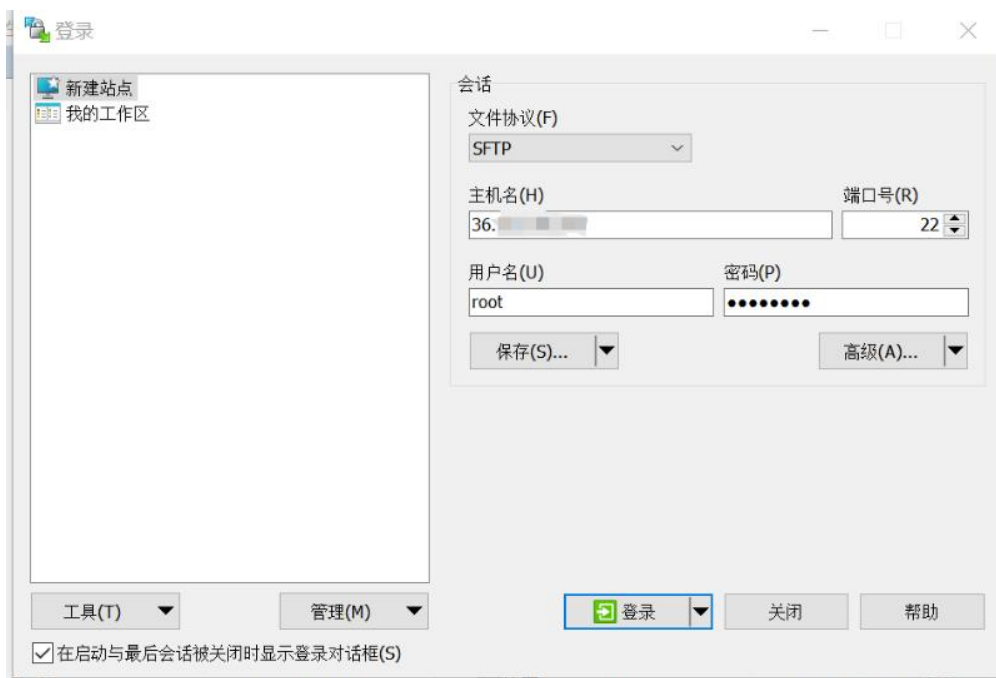 登录
新建站点
我的工作区
会话
文件协议(F)
SFTP
主机名(H)
端口号(R)
36.
22
用户名(U)
密码(P)
root
••••••••
保存(S)...
高级(A)...
工具(T)
管理(M)
登录
关闭
帮助
在启动与最后会话被关闭时显示登录对话框(S)